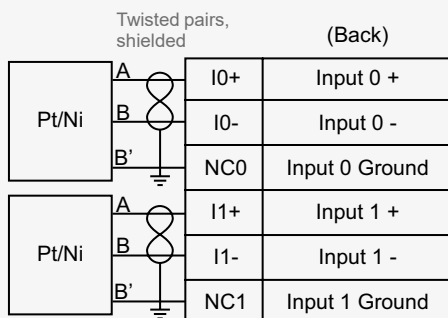 Twisted pairs,
shielded
(Back)
A I0+ Input 0 +
Pt/Ni B I0- Input 0 -
B’ NC0 Input 0 Ground
A I1+ Input 1 +
Pt/Ni B I1- Input 1 -
B’ NC1 Input 1 Ground